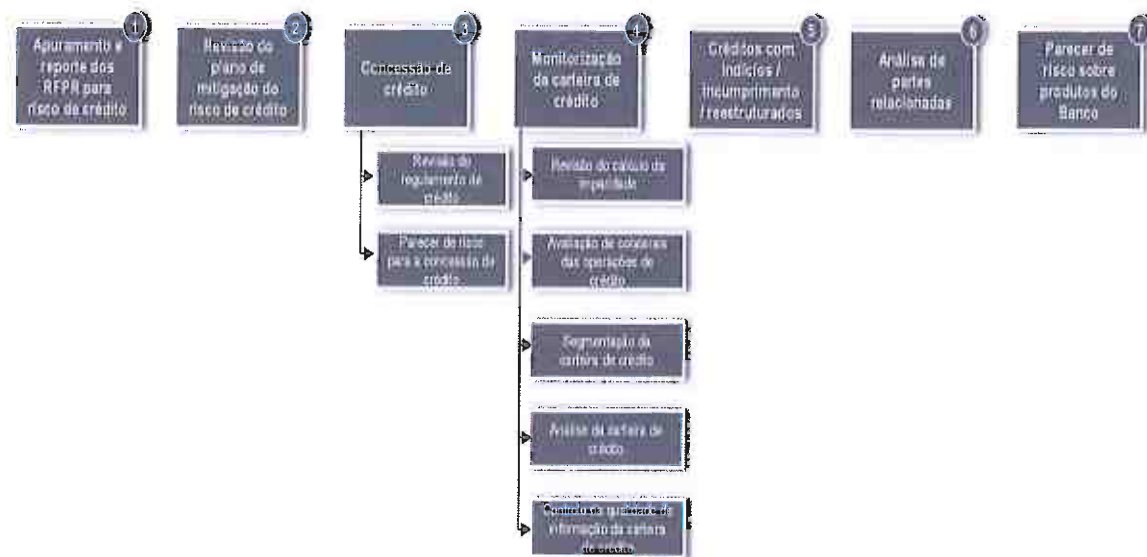 1
Apuramento e
reporte dos
RFPR para
risco de crédito
2
Revisão do
plano de
mitigação do
risco de crédito
3
Concessão de
crédito
Revisão do
regulamento de
crédito
Parecer de risco
para a concessão de
crédito
4
Monitorização
da carteira de
crédito
Revisão do cálculo da
imparidade
Avaliação de colaterais
das operações de
crédito
Segmentação da
carteira de crédito
Análise da carteira de
crédito
qualidade da
informação da carteira
de crédito
5
Créditos com
indícios /
incumprimento
/ reestruturados
6
Análise de
partes
relacionadas
7
Parecer de
risco sobre
produtos do
Banco